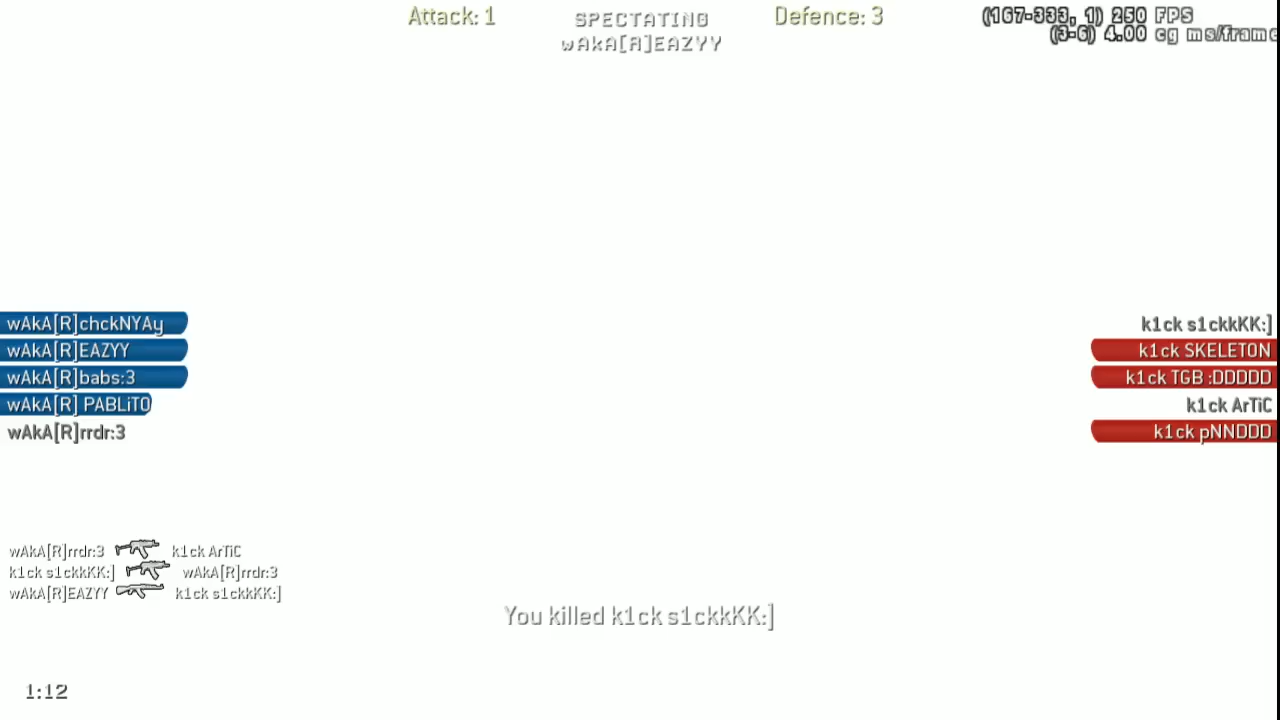 Attack: 1
SPECTATING
Defence: 3
(167-333, 1) 250 FPS
wAkA[R]EAZYY
(3-6) 4.00 cg ms/frame
wAkA[R]chckNYAy
k1ck s1ckkKK:]
wAkA[R]EAZYY
k1ck SKELETON
wAkA[R]babs:3
k1ck TGB :DDDDD
wAkA[R] PABLiTO
k1ck ArTiC
wAkA[R]rrdr:3
k1ck pNNDDD
wAkA[R]rrdr:3 k1ck ArTiC
k1ck s1ckkKK:] wAkA[R]rrdr:3
wAkA[R]EAZYY k1ck s1ckkKK:]
You killed k1ck s1ckkKK:]
1:12